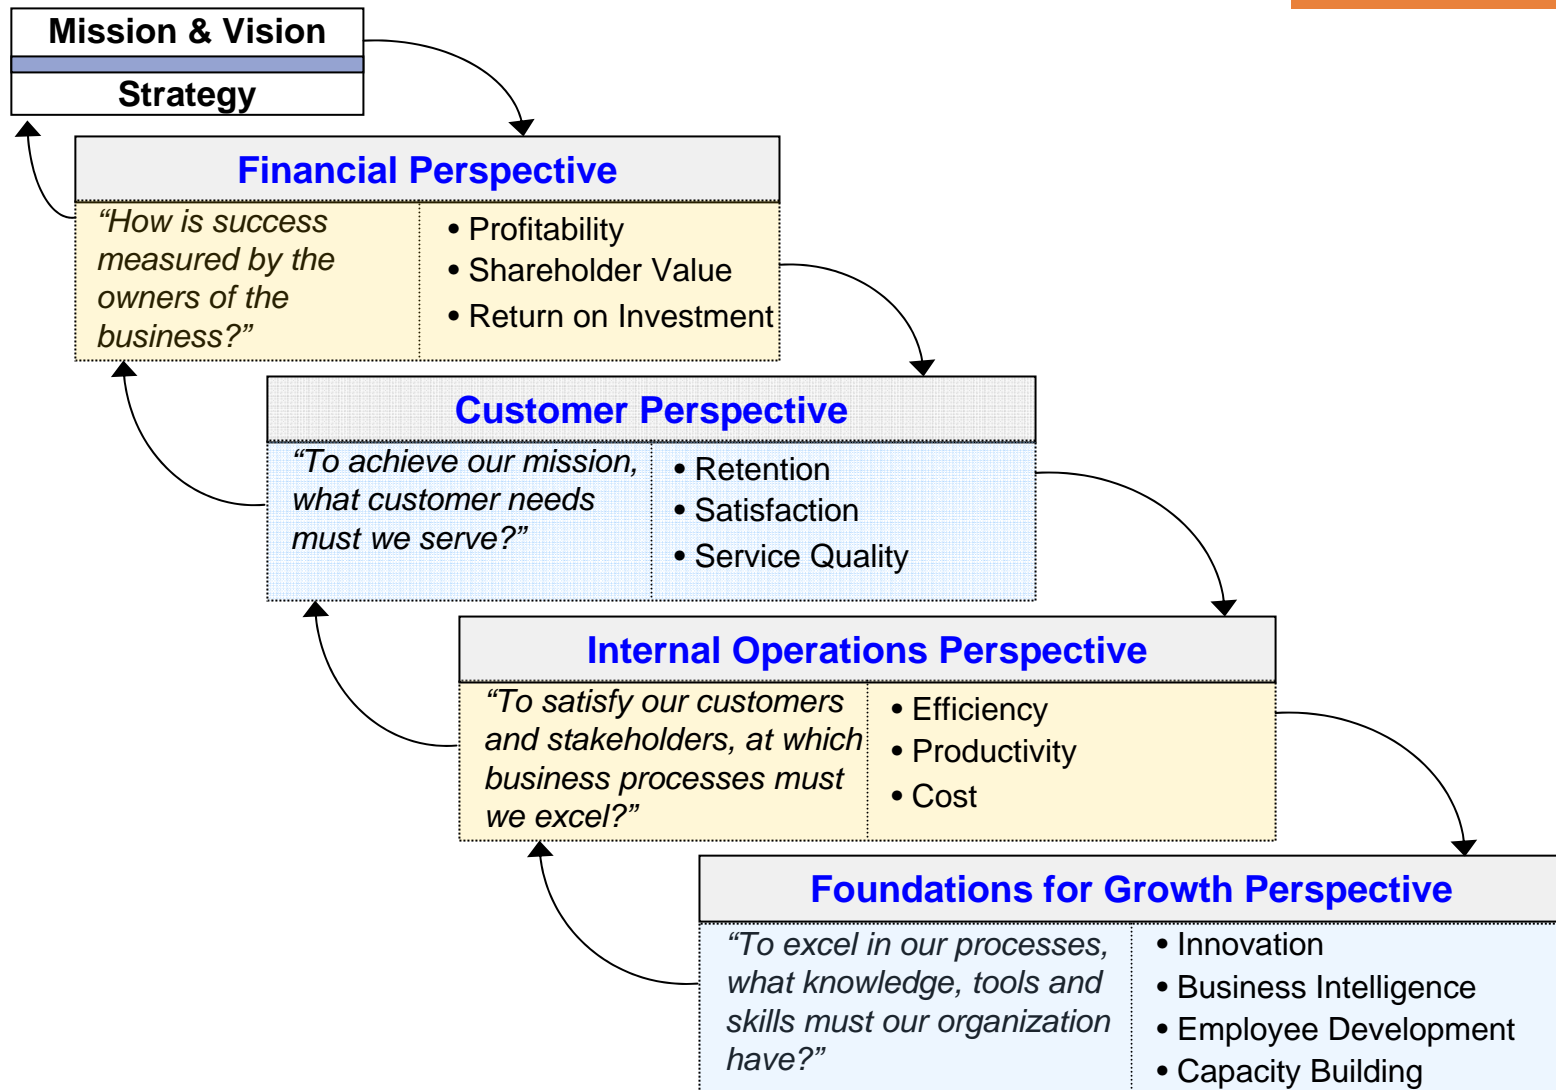 Mission & Vision
Strategy
Financial Perspective
“How is success
measured by the
owners of the
business?”
• Profitability
• Shareholder Value
• Return on Investment
Customer Perspective
“To achieve our mission,
what customer needs
must we serve?”
• Retention
• Satisfaction
• Service Quality
Internal Operations Perspective
“To satisfy our customers
and stakeholders, at which
business processes must
we excel?”
• Efficiency
• Productivity
• Cost
Foundations for Growth Perspective
“To excel in our processes,
what knowledge, tools and
skills must our organization
have?”
• Innovation
• Business Intelligence
• Employee Development
• Capacity Building